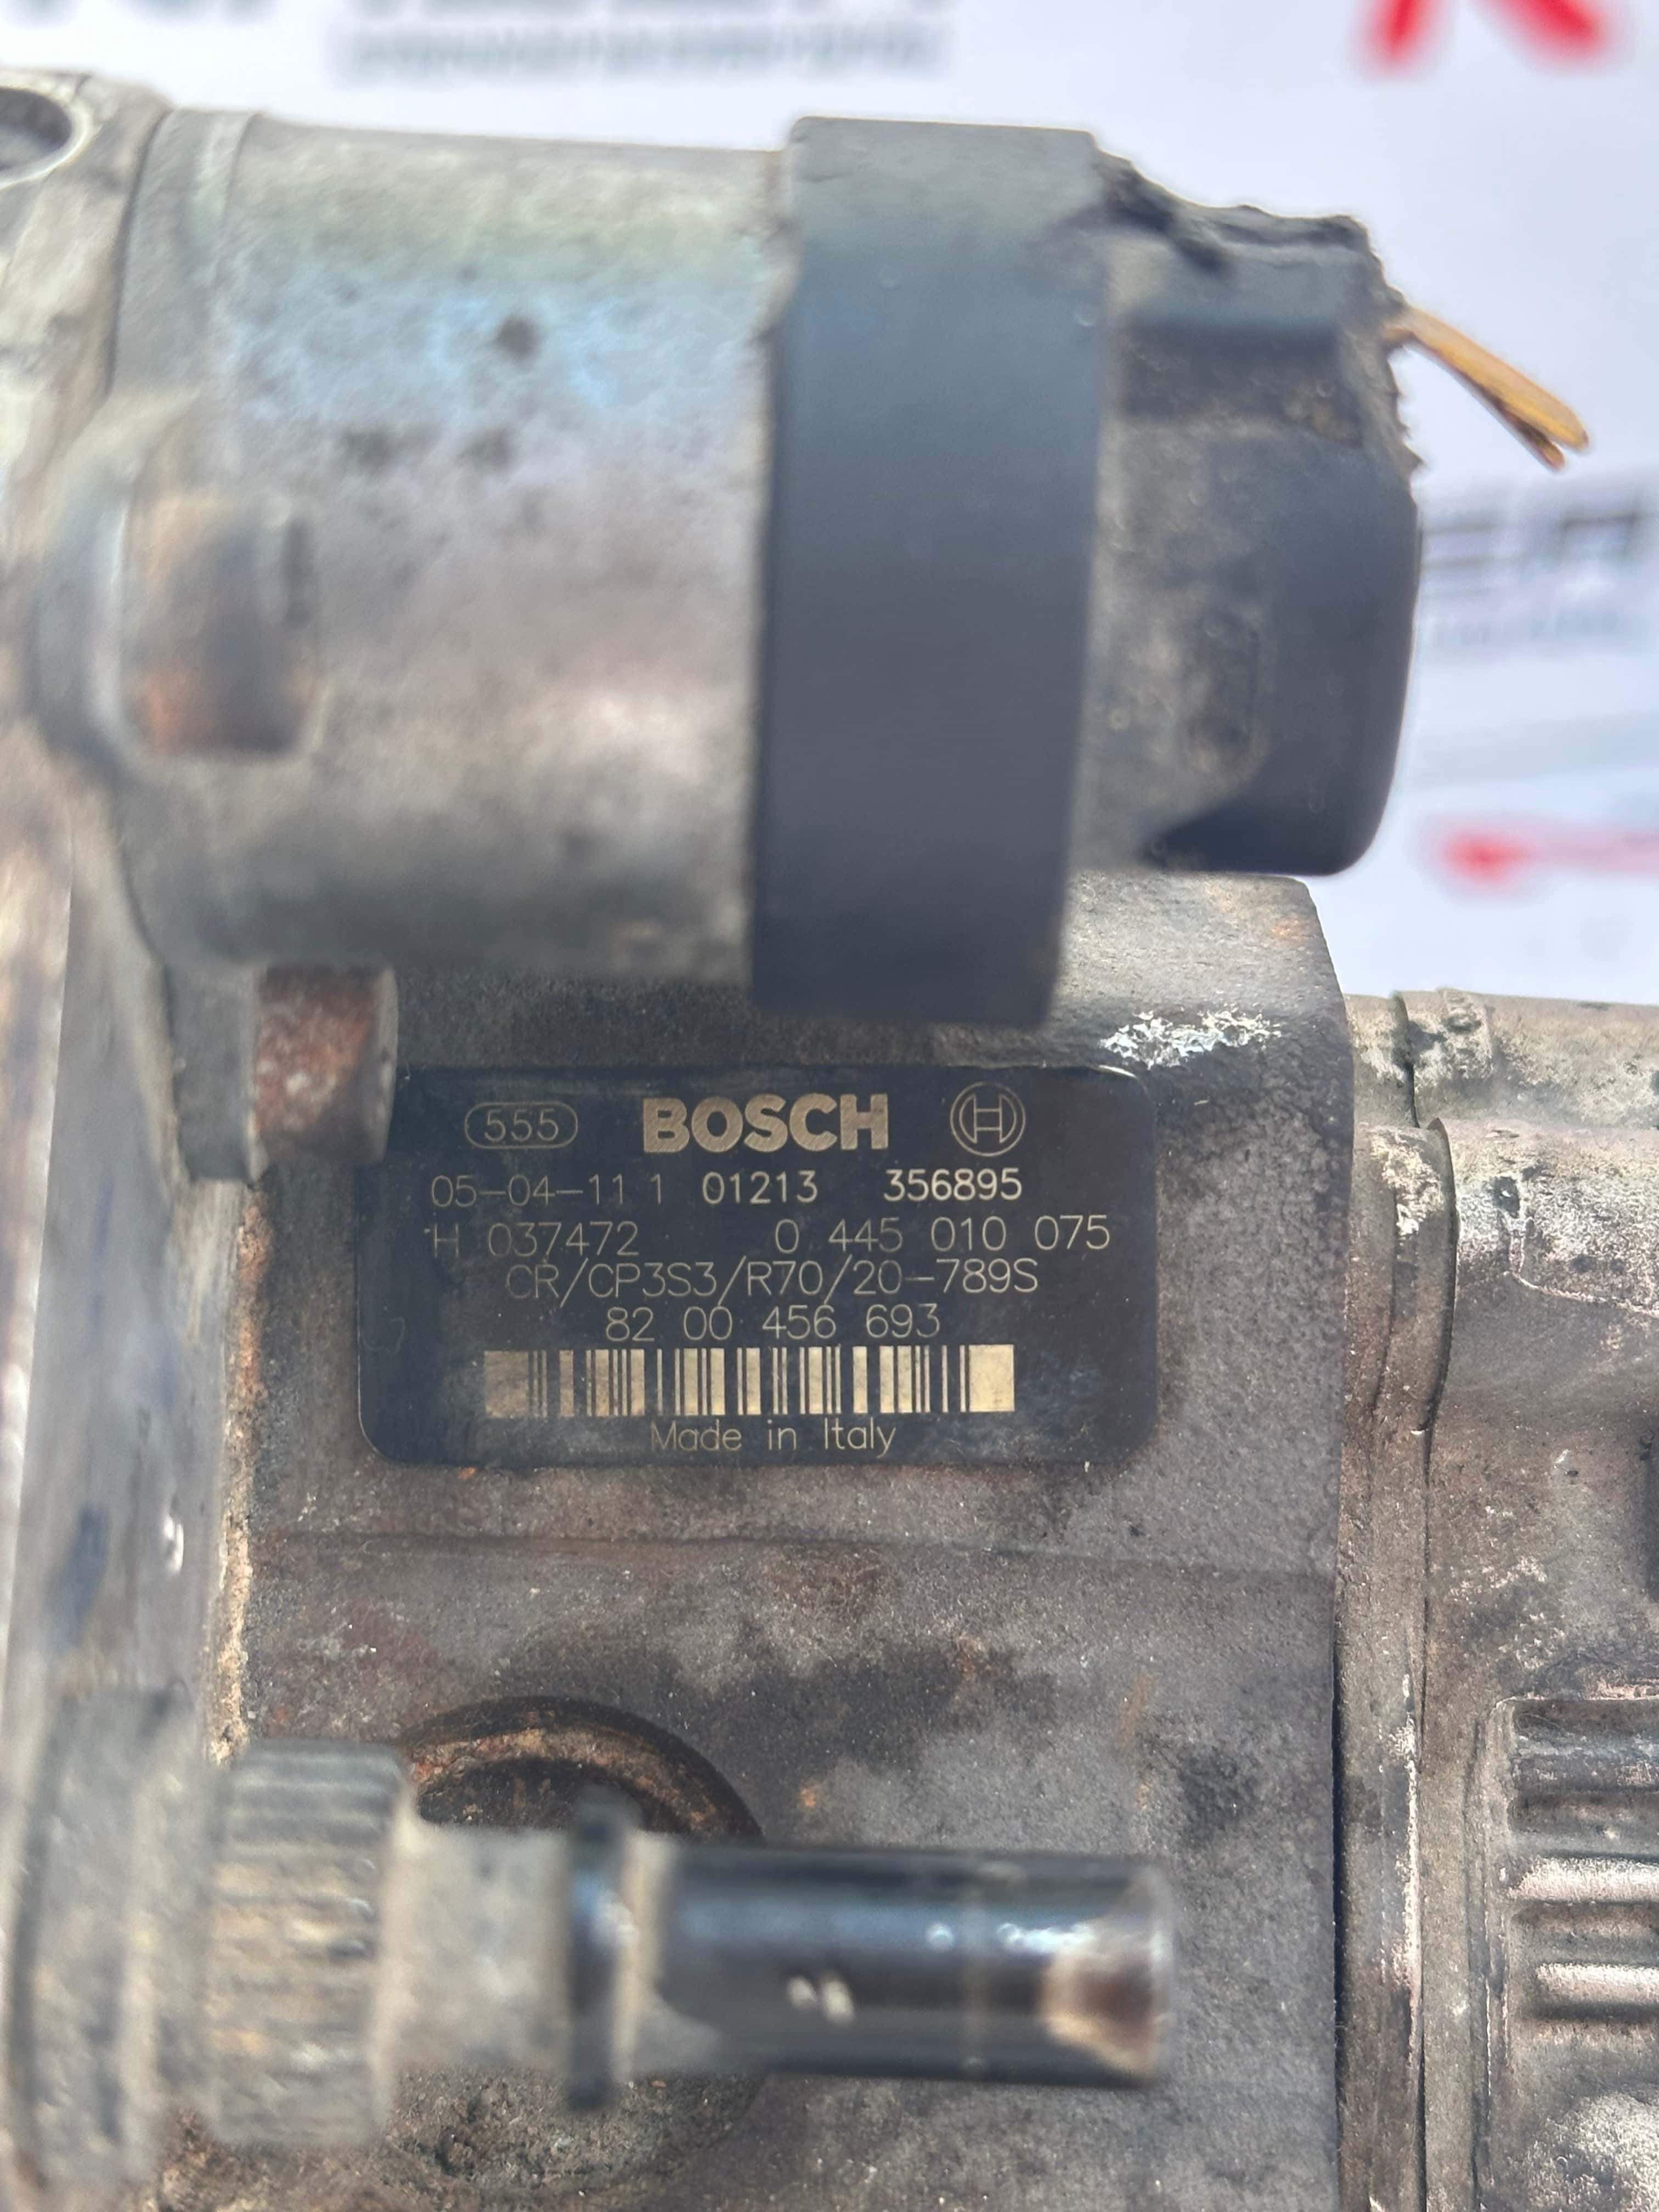 555 BOSCH
05-04-11 1 01213 356895
H 037472 0 445 010 075
CR/CP3S3/R70/20-789S
82 00 456 693
Made in Italy